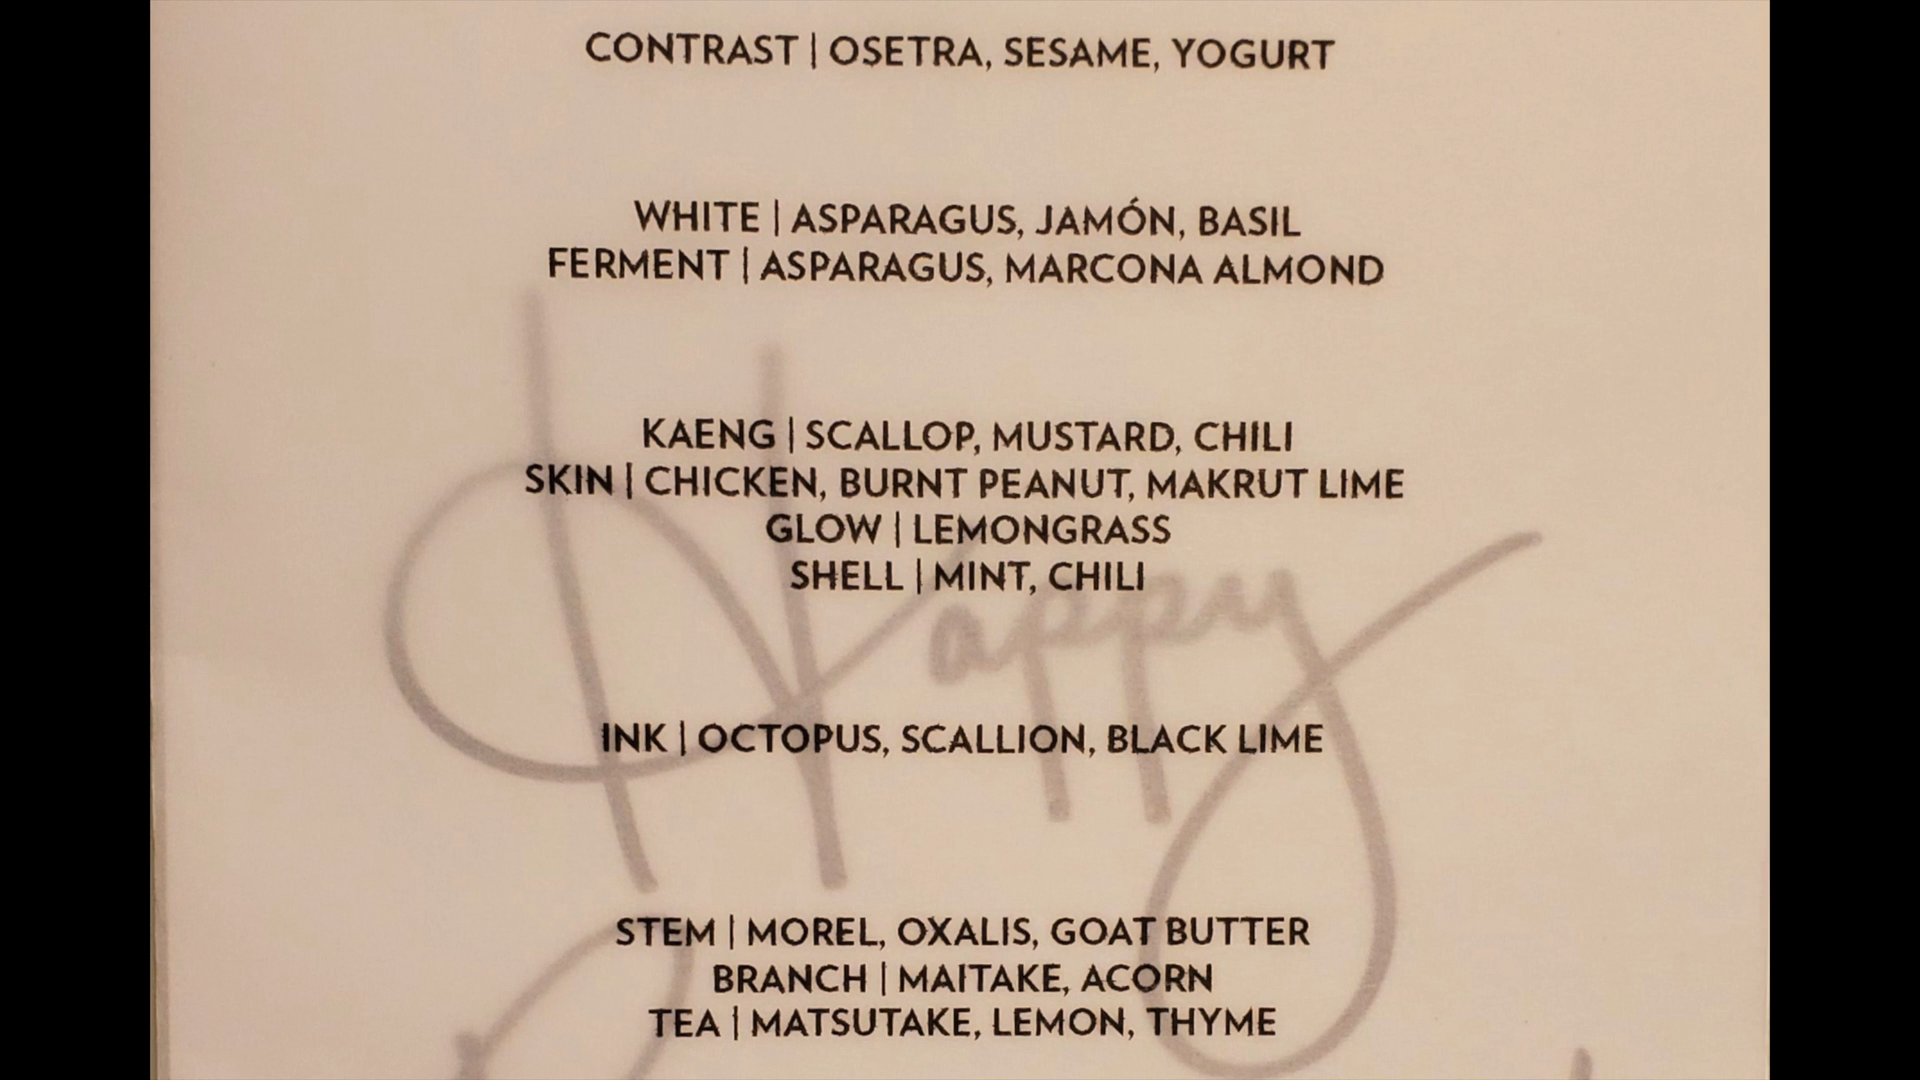 CONTRAST | OSETRA, SESAME, YOGURT
WHITE | ASPARAGUS, JAMÓN, BASIL
FERMENT | ASPARAGUS, MARCONA ALMOND
KAENG | SCALLOP, MUSTARD, CHILI
SKIN | CHICKEN, BURNT PEANUT, MAKRUT LIME
GLOW | LEMONGRASS
SHELL | MINT, CHILI
Happy
INK | OCTOPUS, SCALLION, BLACK LIME
STEM | MOREL, OXALIS, GOAT BUTTER
BRANCH | MAITAKE, ACORN
TEA | MATSUTAKE, LEMON, THYME